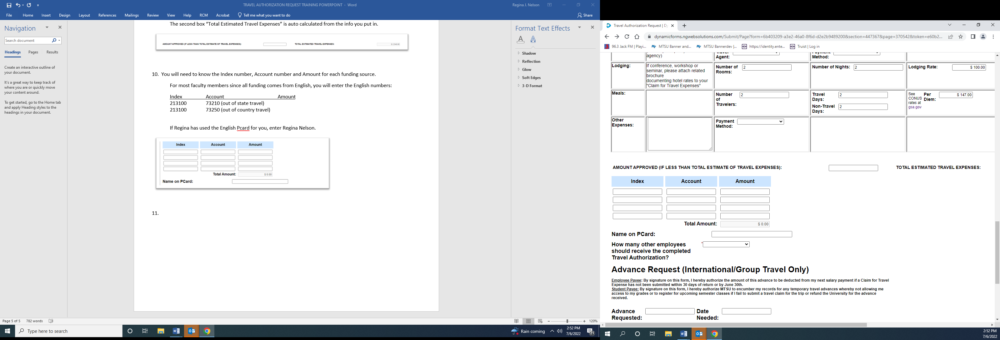 TRAVEL AUTHORIZATION REQUEST TRAINING POWERPOINT - Word
Regina J. Nelson
File Home Insert Design Layout References Mailings Review View Help RCM Acrobat Tell me what you want to do
Share
Navigation
Search document
Headings Pages Results
Create an interactive outline of
your document.
It's a great way to keep track of
where you are or quickly move
your content around.
To get started, go to the Home tab
and apply Heading styles to the
headings in your document.
The second box “Total Estimated Travel Expenses” is auto calculated from the info you put in.
AMOUNT APPROVED (IF LESS THAN TOTAL ESTIMATE OF TRAVEL EXPENSES):
TOTAL ESTIMATED TRAVEL EXPENSES:
10. You will need to know the Index number, Account number and Amount for each funding source.
For most faculty members since all funding comes from English, you will enter the English numbers:
Index Account Amount
213100 73210 (out of state travel)
213100 73250 (out of country travel)
If Regina has used the English Pcard for you, enter Regina Nelson.
Index Account Amount
Total Amount: $ 0.00
Name on PCard:
11.
Format Text Effects
Shadow
Reflection
Glow
Soft Edges
3-D Format
Page 5 of 5 782 words
120%
Type here to search
Rain coming
2:52 PM
7/6/2022
21
Travel Authorization Request | Dy
dynamicforms.ngwebsolutions.com/Submit/Page?form=6b403209-a3e2-46a0-8f6d-d2e2b9489200&section=447367&page=370542&token=e60b2...
96.3 Jack FM | Playi... MTSU Banner and... MTSU Bannerdev |... https://identity.ente... Truist | Log in
agency)
Agent:
Method:
Lodging:
If conference, workshop or
seminar, please attach related
brochure
documenting hotel rates to your
"Claim for Travel Expenses"
Number of
Rooms:
2
Number of Nights: 2
Lodging Rate: $ 100.00
Meals:
Number
of
Travelers:
2
Travel
Days:
2
Non-Travel
Days:
2
See
CONUS
rates at
gsa.gov
Per
Diem:
$ 147.00
Other
Expenses:
Payment
Method:
AMOUNT APPROVED (IF LESS THAN TOTAL ESTIMATE OF TRAVEL EXPENSES):
TOTAL ESTIMATED TRAVEL EXPENSES:
Index Account Amount
Total Amount: $ 0.00
Name on PCard:
How many other employees
should receive the completed
Travel Authorization?
*
Advance Request (International/Group Travel Only)
Employee Payee: By signature on this form, I hereby authorize the amount of this advance to be deducted from my next salary payment if a Claim for Travel
Expense has not been submitted within 30 days of return or by June 30th.
Student Payee: By signature on this form, I hereby authorize MTSU to encumber my records for any temporary travel advances whereby not allowing me
access to my grades or to register for upcoming semester classes if I fail to submit a travel claim for the trip or refund the University for the advance
received.
Advance
Requested:
Date
Needed:
2:52 PM
7/6/2022